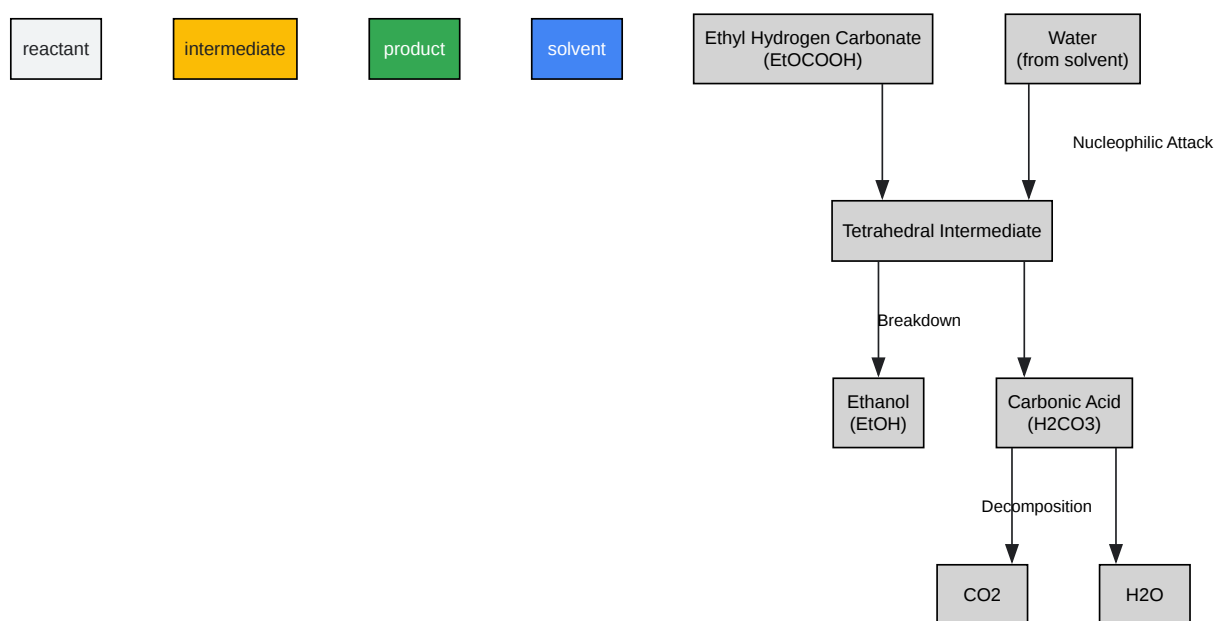 reactant
intermediate
product
solvent
Ethyl Hydrogen Carbonate
(EtOCOOH)
Water
(from solvent)
Nucleophilic Attack
Tetrahedral Intermediate
Breakdown
Ethanol
(EtOH)
Carbonic Acid
(H2CO3)
Decomposition
CO2
H2O